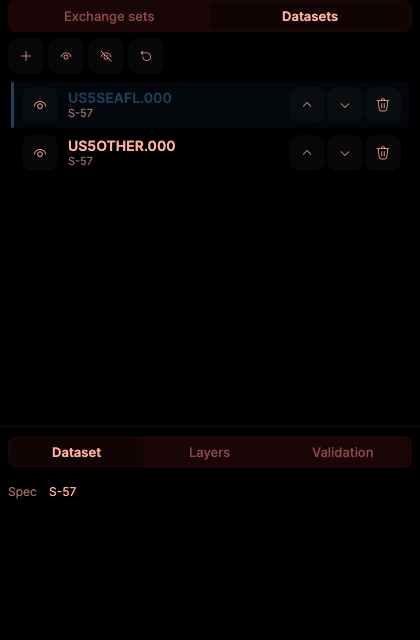 Exchange sets
Datasets
US5SEAFL.000
S-57
US5OTHER.000
S-57
Dataset
Layers
Validation
Spec S-57